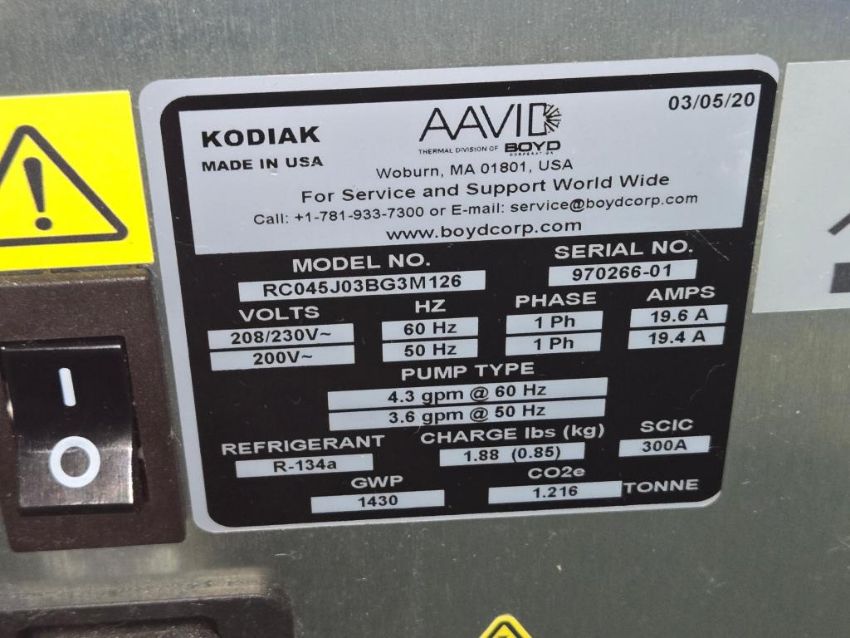 03/05/20
KODIAK
MADE IN USA
AAVID
THERMAL DIVISION OF BOYD
CORPORATION
Woburn, MA 01801, USA
For Service and Support World Wide
Call: +1-781-933-7300 or E-mail: service@boydcorp.com
www.boydcorp.com
MODEL NO. SERIAL NO.
RC045J03BG3M126 970266-01
VOLTS HZ PHASE AMPS
208/230V~ 60 Hz 1 Ph 19.6 A
200V~ 50 Hz 1 Ph 19.4 A
PUMP TYPE
4.3 gpm @ 60 Hz
3.6 gpm @ 50 Hz
REFRIGERANT CHARGE lbs (kg) SCIC
R-134a 1.88 (0.85) 300A
GWP CO2e
1430 1.216 TONNE